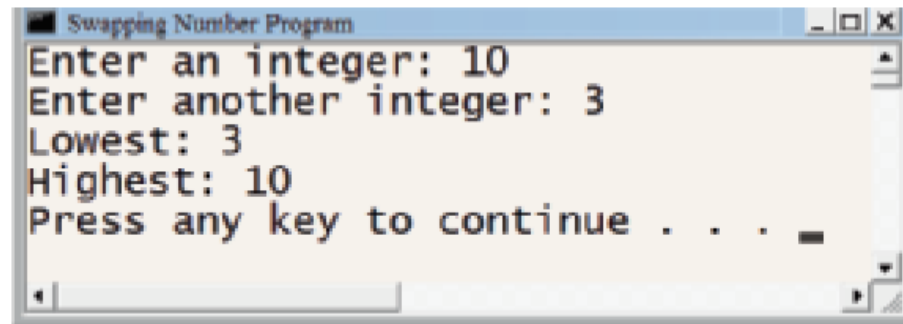 Swapping Number Program
Enter an integer: 10
Enter another integer: 3
Lowest: 3
Highest: 10
Press any key to continue . . . _